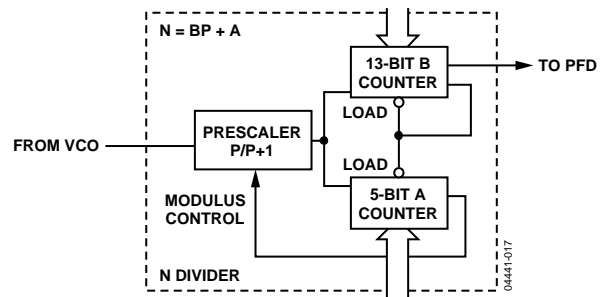 N = BP + A
13-BIT B
COUNTER
TO PFD
LOAD
PRESCALER
P/P+1
FROM VCO
LOAD
MODULUS
CONTROL
5-BIT A
COUNTER
N DIVIDER
04441-017